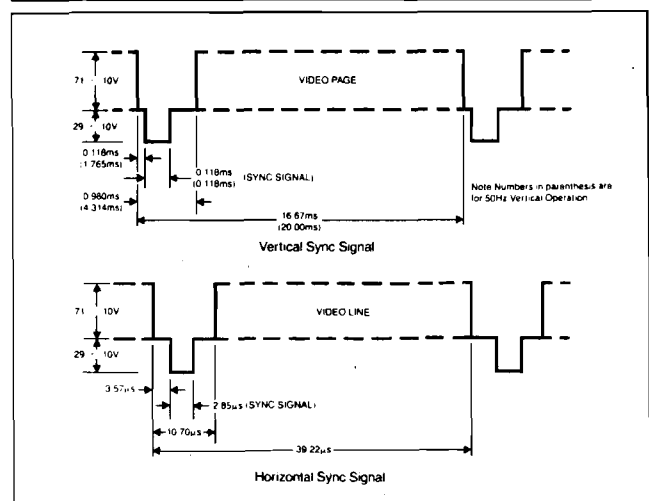 71 · 10V
VIDEO PAGE
29 · 10V
0 118ms
(1 765ms)
0 118ms (SYNC SIGNAL)
(0 118ms)
0 980ms
(4 314ms)
Note Numbers in paranthesis are
for 50Hz Vertical Operation
16 67ms
(20 00ms)
Vertical Sync Signal
71 · 10V
VIDEO LINE
29 · 10V
3 57µs
2 85µs (SYNC SIGNAL)
10 70µs
39 22µs
Horizontal Sync Signal